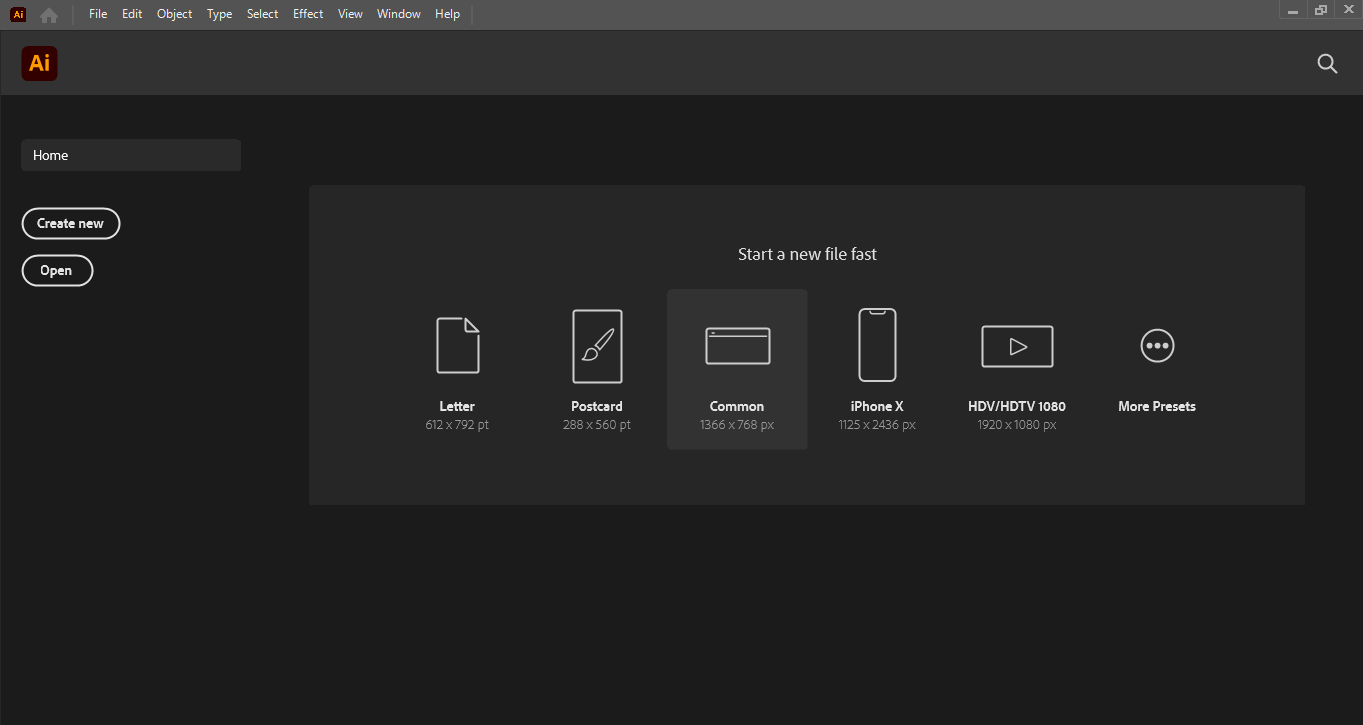 Ai File Edit Object Type Select Effect View Window Help
Ai
Home
Create new
Open
Start a new file fast
Letter
612 x 792 pt
Postcard
288 x 560 pt
Common
1366 x 768 px
iPhone X
1125 x 2436 px
HDV/HDTV 1080
1920 x 1080 px
More Presets